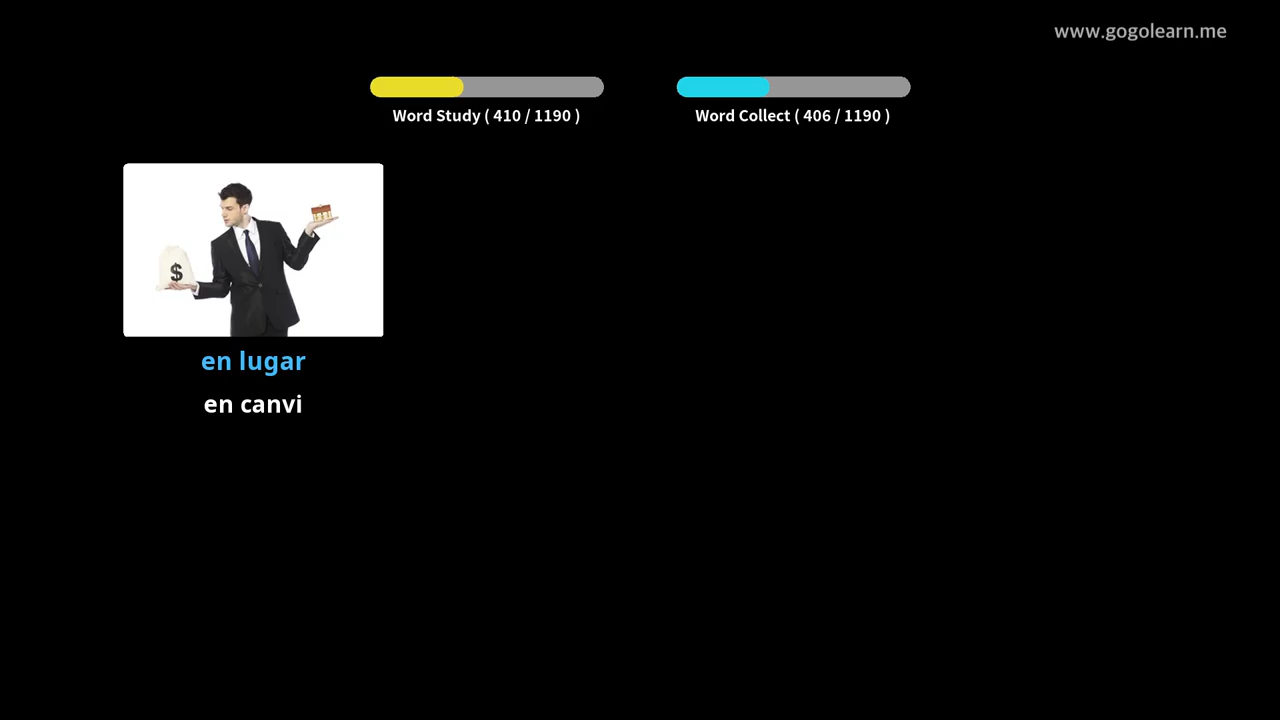 www.gogolearn.me
Word Study ( 410 / 1190 )
Word Collect ( 406 / 1190 )
$
en lugar
en canvi